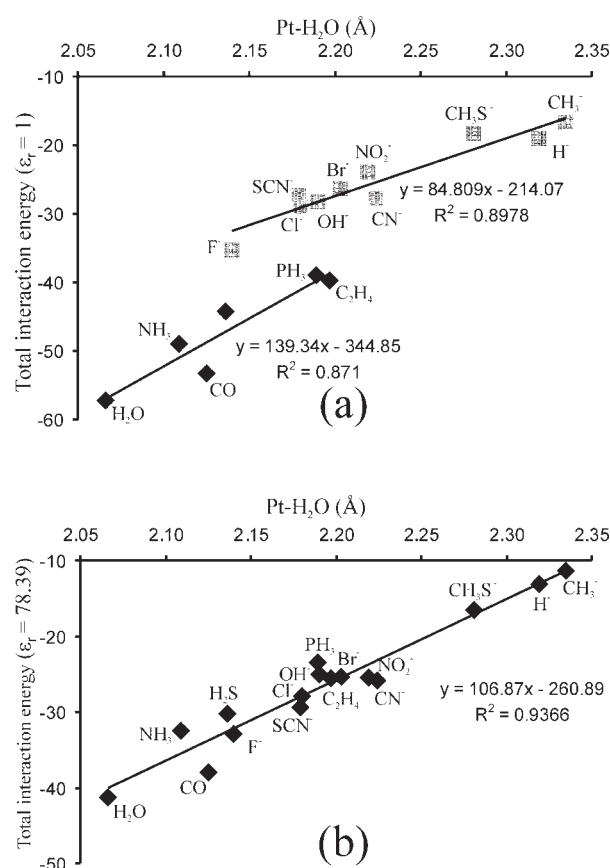 Pt-H₂O (Å)
2.05 2.10 2.15 2.20 2.25 2.30 2.35
Total interaction energy (εᵣ = 1)
-10
-20
-30
-40
-50
-60
CH₃⁻
CH₃S⁻
H⁻
NO₂⁻
Br⁻
SCN⁻
y = 84.809x - 214.07
R² = 0.8978
Cl⁻
OH⁻
CN⁻
F⁻
PH₃
C₂H₄
NH₃
y = 139.34x - 344.85
R² = 0.871
CO
H₂O
(a)
Pt-H₂O (Å)
2.05 2.10 2.15 2.20 2.25 2.30 2.35
Total interaction energy (εᵣ = 78.39)
-10
-20
-30
-40
-50
CH₃S⁻
H⁻
CH₃⁻
PH₃
Br⁻
OH⁻
NO₂⁻
H₂S
Cl⁻
C₂H₄
CN⁻
y = 106.87x - 260.89
R² = 0.9366
SCN⁻
NH₃
F⁻
CO
H₂O
(b)